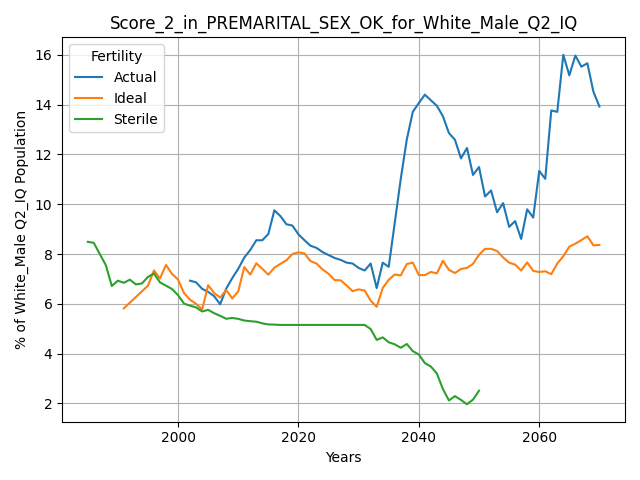 Score_2_in_PREMARITAL_SEX_OK_for_White_Male_Q2_IQ
Fertility
Actual
Ideal
Sterile
% of White_Male Q2_IQ Population
16
14
12
10
8
6
4
2
2000 2020 2040 2060
Years